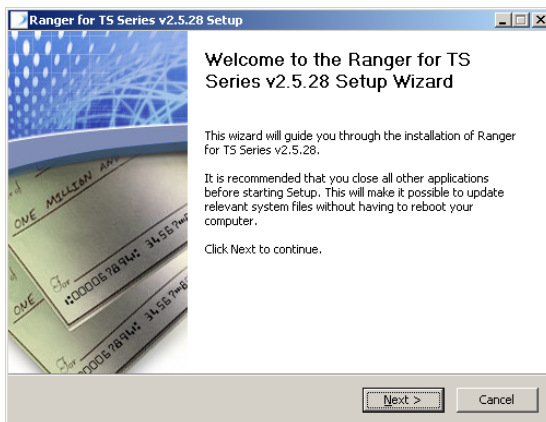 Ranger for TS Series v2.5.28 Setup
Welcome to the Ranger for TS
Series v2.5.28 Setup Wizard
This wizard will guide you through the installation of Ranger
for TS Series v2.5.28.
It is recommended that you close all other applications
before starting Setup. This will make it possible to update
relevant system files without having to reboot your
computer.
Click Next to continue.
ONE MILLION AN
For
ONE
For
Next >
Cancel